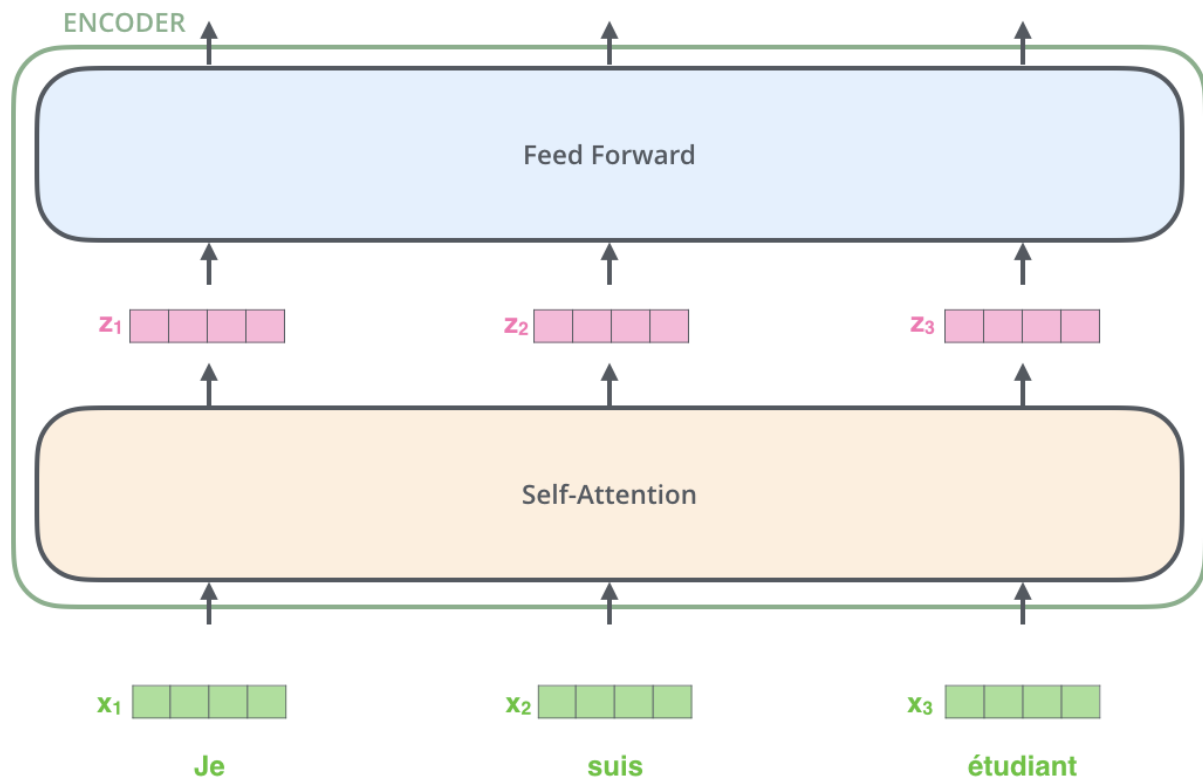 ENCODER
Feed Forward
z₁ z₂ z₃
Self-Attention
x₁ x₂ x₃
Je suis étudiant